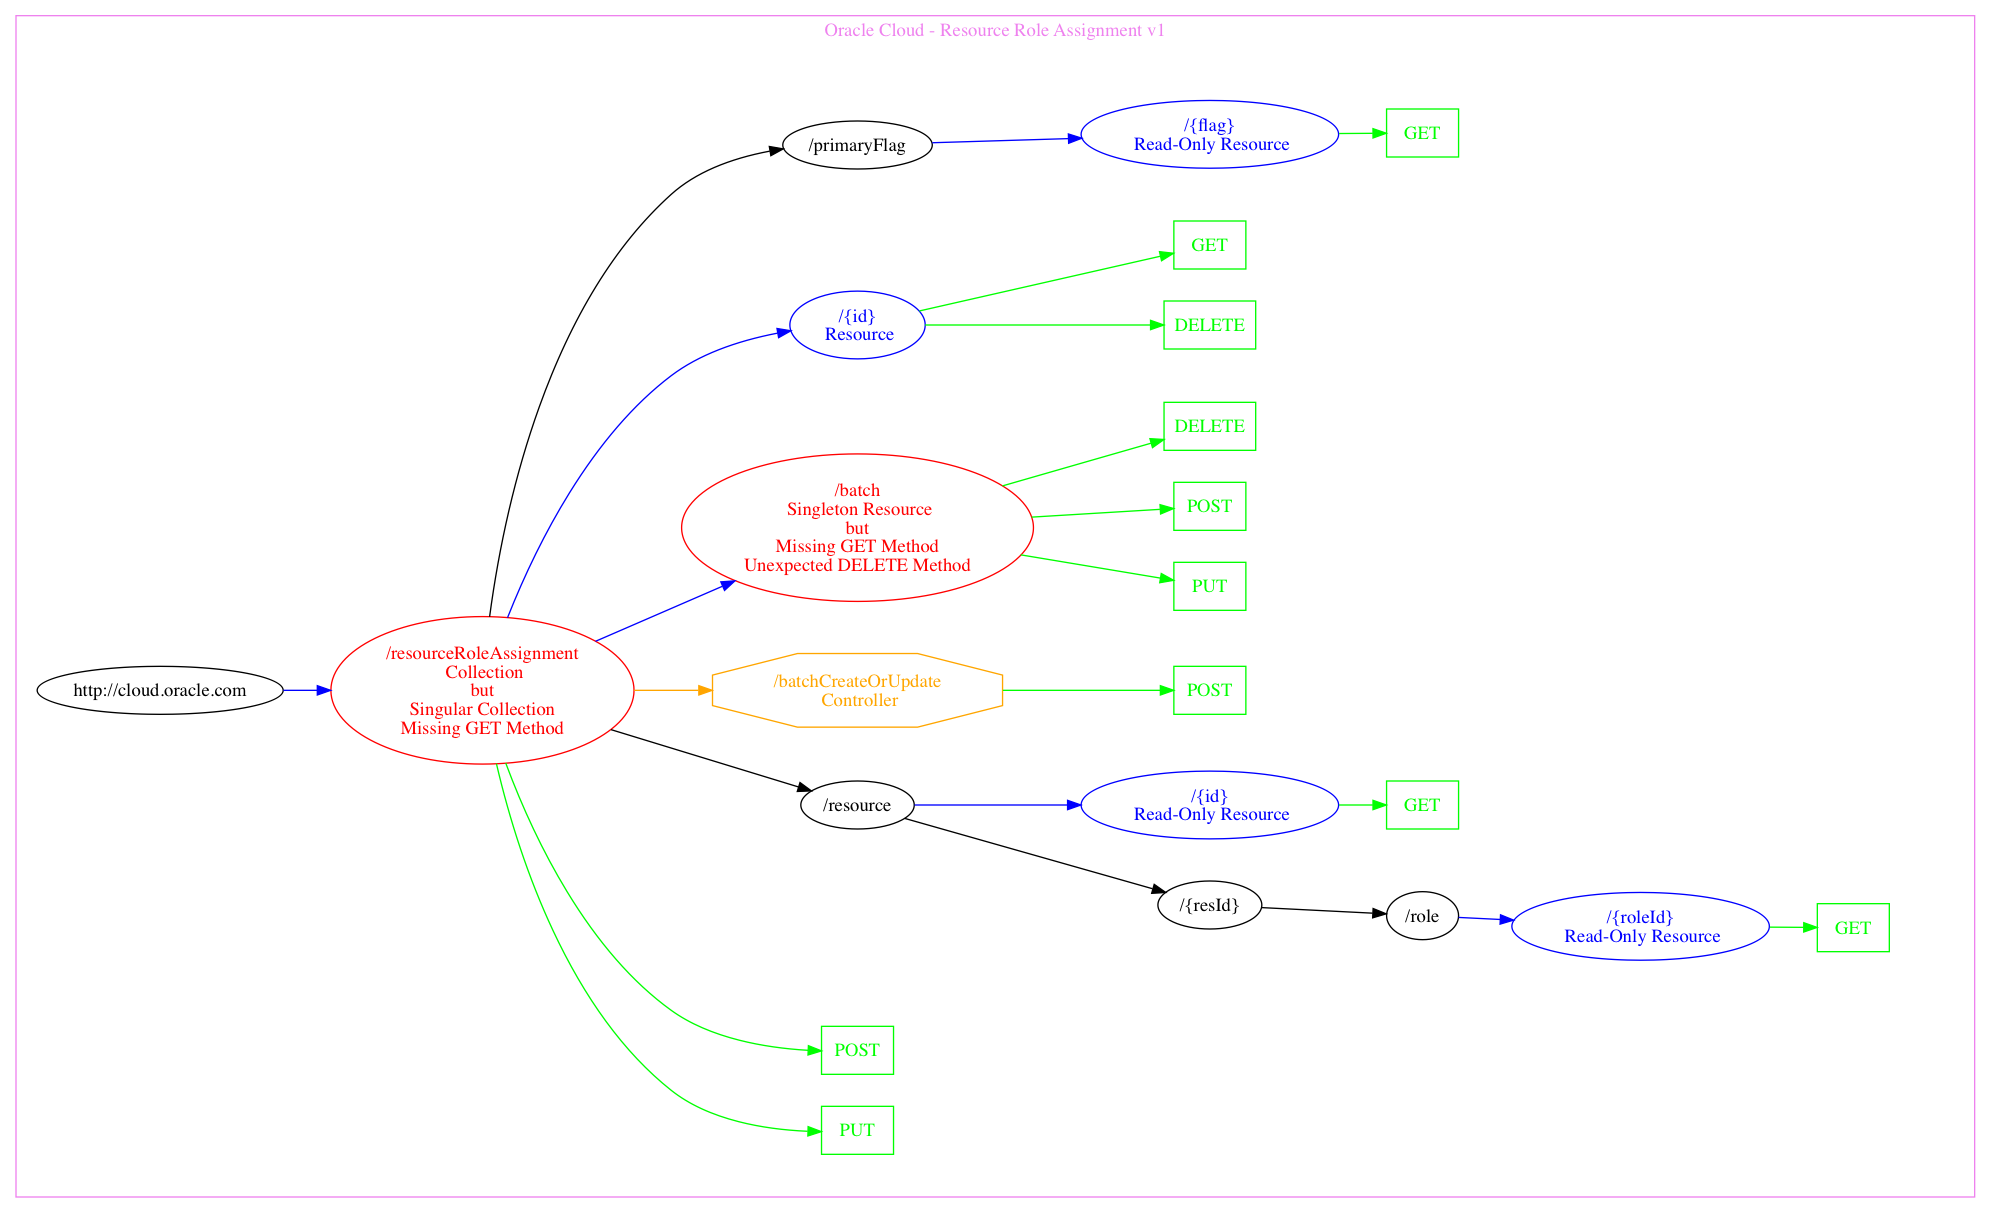 Oracle Cloud - Resource Role Assignment v1
/primaryFlag
/{flag}
Read-Only Resource
GET
/{id}
Resource
GET
DELETE
/batch
Singleton Resource
but
Missing GET Method
Unexpected DELETE Method
DELETE
POST
PUT
http://cloud.oracle.com
/resourceRoleAssignment
Collection
but
Singular Collection
Missing GET Method
/batchCreateOrUpdate
Controller
POST
/resource
/{id}
Read-Only Resource
GET
/{resId}
/role
/{roleId}
Read-Only Resource
GET
POST
PUT